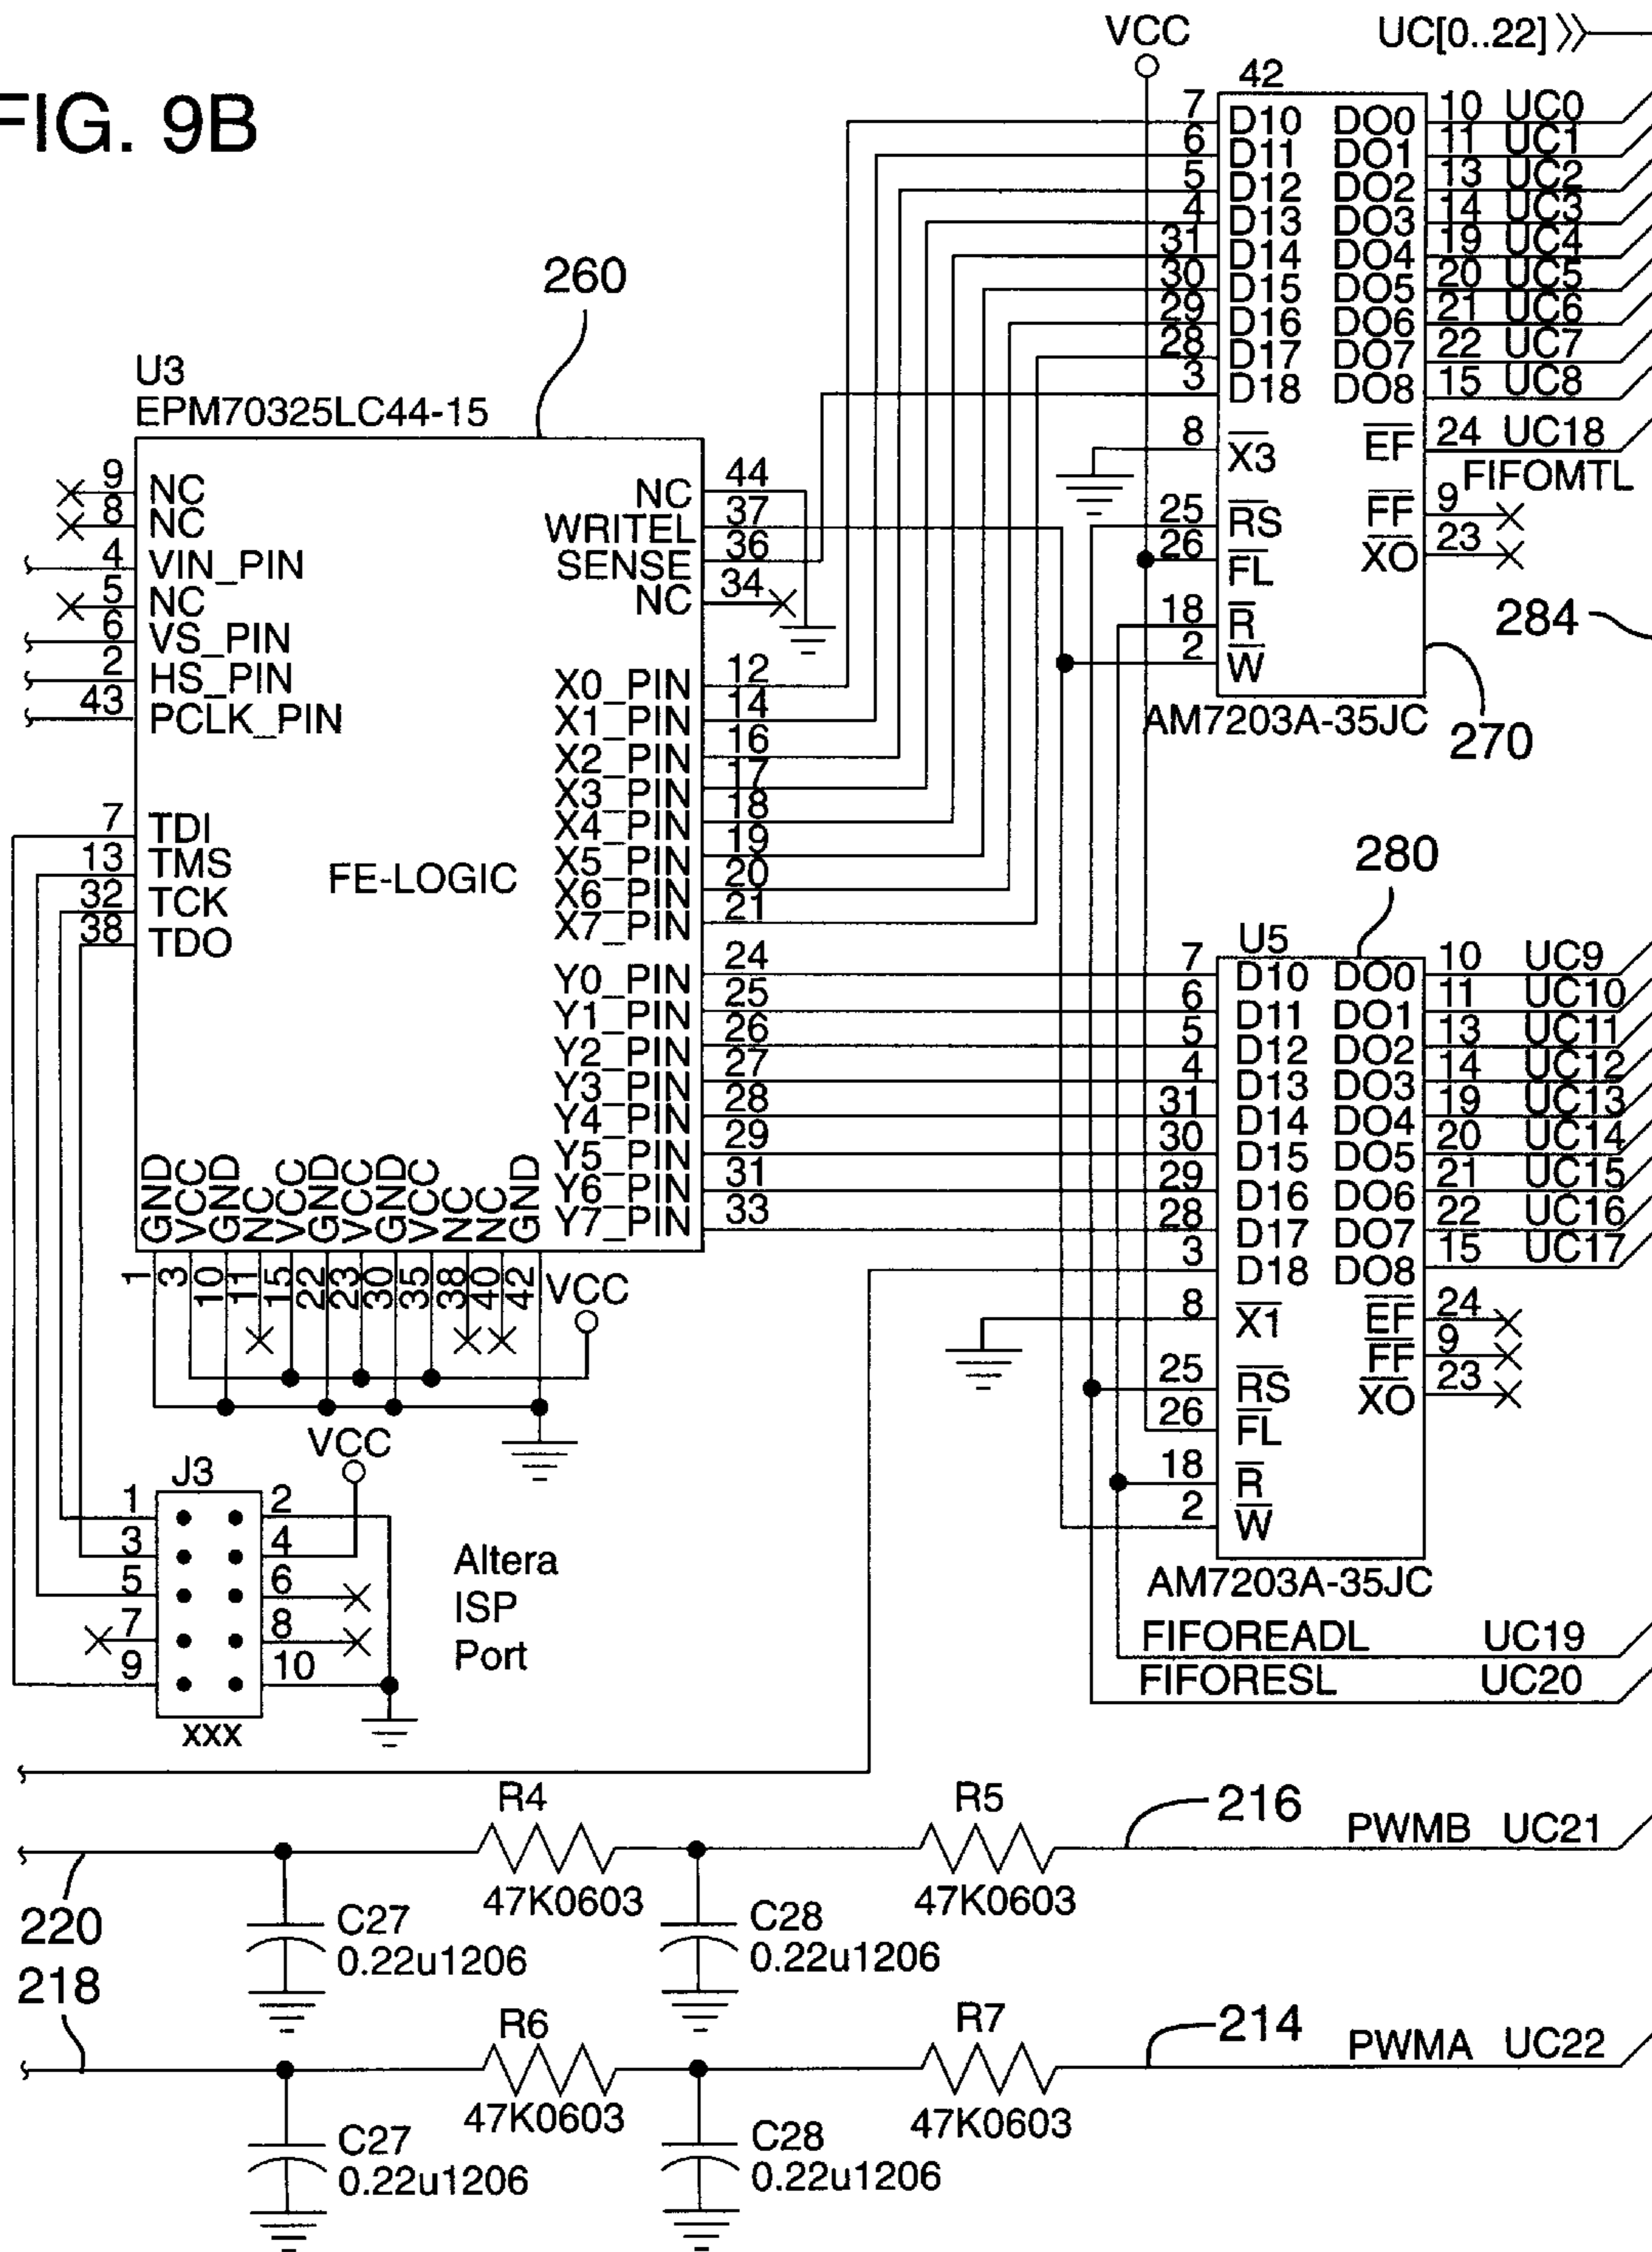 FIG. 9B
VCC
UC[0..22]
42
7 D10 DO0 10 UC0
6 D11 DO1 11 UC1
5 D12 DO2 13 UC2
4 D13 DO3 14 UC3
31 D14 DO4 19 UC4
30 D15 DO5 20 UC5
29 D16 DO6 21 UC6
28 D17 DO7 22 UC7
3 D18 DO8 15 UC8
8 X3 EF 24 UC18
FIFOMTL
25 RS FF 9
26 FL XO 23
18 R
2 W
AM7203A-35JC
284
270
260
U3
EPM70325LC44-15
9 NC
8 NC
4 VIN_PIN
5 NC
6 VS_PIN
2 HS_PIN
43 PCLK_PIN
7 TDI
13 TMS
32 TCK
38 TDO
FE-LOGIC
NC 44
WRITEL 37
SENSE 36
NC 34
X0_PIN 12
X1_PIN 14
X2_PIN 16
X3_PIN 17
X4_PIN 18
X5_PIN 19
X6_PIN 20
X7_PIN 21
Y0_PIN 24
Y1_PIN 25
Y2_PIN 26
Y3_PIN 27
Y4_PIN 28
Y5_PIN 29
Y6_PIN 31
Y7_PIN 33
GND VCC GND NC VCC GND VCC GND VCC NC NC GND
1 3 10 11 15 22 23 30 35 38 40 42
VCC
280
U5
7 D10 DO0 10 UC9
6 D11 DO1 11 UC10
5 D12 DO2 13 UC11
4 D13 DO3 14 UC12
31 D14 DO4 19 UC13
30 D15 DO5 20 UC14
29 D16 DO6 21 UC15
28 D17 DO7 22 UC16
3 D18 DO8 15 UC17
8 X1 EF 24
FF 9
25 RS XO 23
26 FL
18 R
2 W
AM7203A-35JC
FIFOREADL UC19
FIFORESL UC20
VCC
J3
1 2
3 4
5 6
7 8
9 10
XXX
Altera
ISP
Port
R4 R5 216 PWMB UC21
47K0603 47K0603
220
C27
0.22u1206
C28
0.22u1206
218
R6 R7 214 PWMA UC22
47K0603 47K0603
C27
0.22u1206
C28
0.22u1206